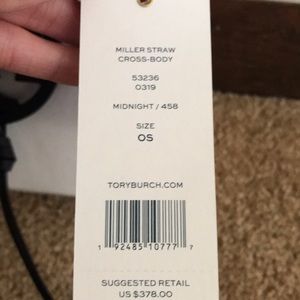 MILLER STRAW
CROSS-BODY
53236
0319
MIDNIGHT / 458
SIZE
OS
TORYBURCH.COM
1 92485 10777 7
SUGGESTED RETAIL
US $378.00